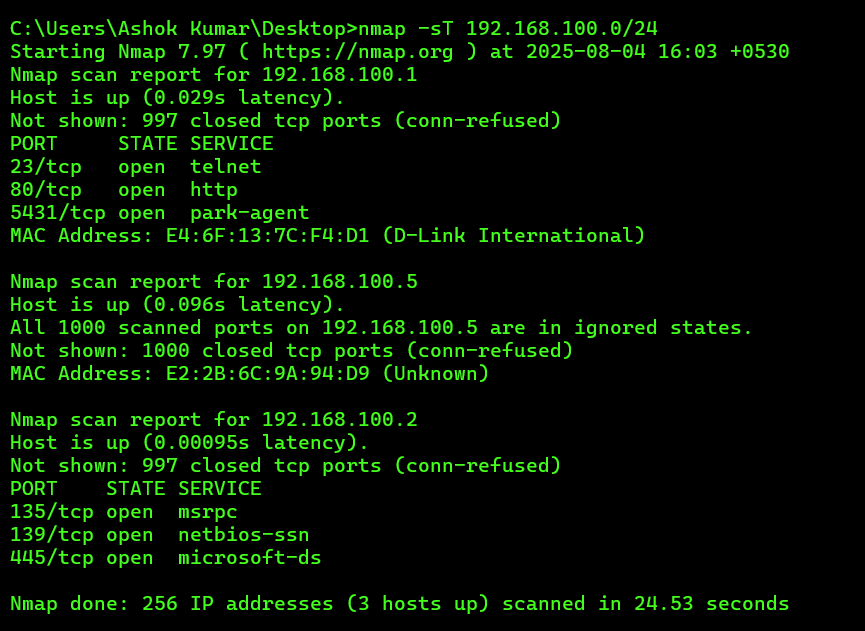 C:\Users\Ashok Kumar\Desktop>nmap -sT 192.168.100.0/24
Starting Nmap 7.97 ( https://nmap.org ) at 2025-08-04 16:03 +0530
Nmap scan report for 192.168.100.1
Host is up (0.029s latency).
Not shown: 997 closed tcp ports (conn-refused)
PORT     STATE SERVICE
23/tcp   open  telnet
80/tcp   open  http
5431/tcp open  park-agent
MAC Address: E4:6F:13:7C:F4:D1 (D-Link International)

Nmap scan report for 192.168.100.5
Host is up (0.096s latency).
All 1000 scanned ports on 192.168.100.5 are in ignored states.
Not shown: 1000 closed tcp ports (conn-refused)
MAC Address: E2:2B:6C:9A:94:D9 (Unknown)

Nmap scan report for 192.168.100.2
Host is up (0.00095s latency).
Not shown: 997 closed tcp ports (conn-refused)
PORT    STATE SERVICE
135/tcp open  msrpc
139/tcp open  netbios-ssn
445/tcp open  microsoft-ds

Nmap done: 256 IP addresses (3 hosts up) scanned in 24.53 seconds